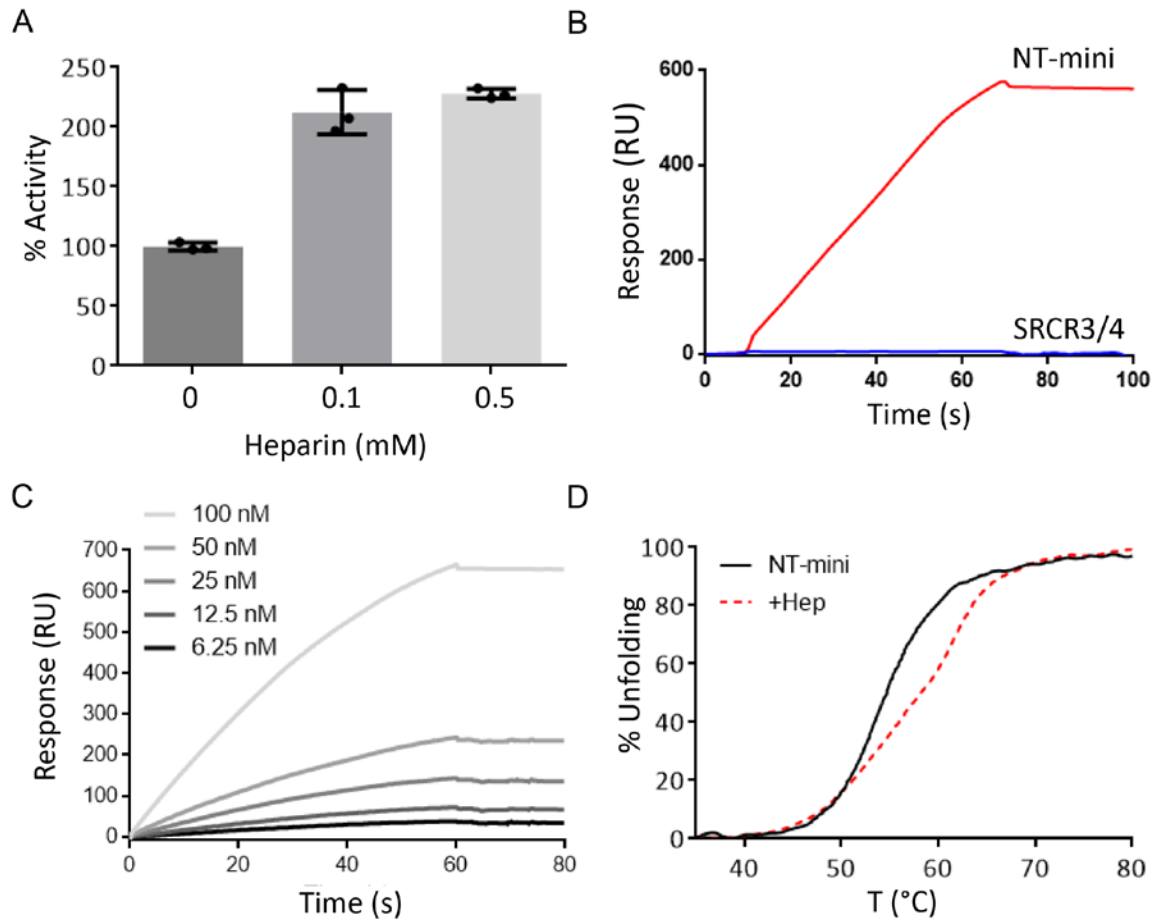 A
250
200
150
100
50
0
% Activity
0 0.1 0.5
Heparin (mM)
B
600
400
200
0
Response (RU)
NT-mini
SRCR3/4
0 20 40 60 80 100
Time (s)
C
100 nM
50 nM
25 nM
12.5 nM
6.25 nM
700
600
500
400
300
200
100
0
Response (RU)
0 20 40 60 80
Time (s)
D
100
80
60
40
20
0
% Unfolding
NT-mini
+Hep
40 50 60 70 80
T (°C)